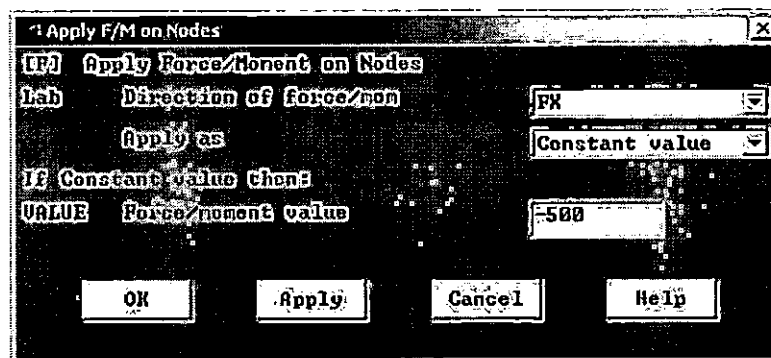 Apply F/M on Nodes
[F] Apply Force/Moment on Nodes
Lab Direction of force/mom FX
Apply as Constant value
If Constant value then:
VALUE Force/moment value -500
OK Apply Cancel Help